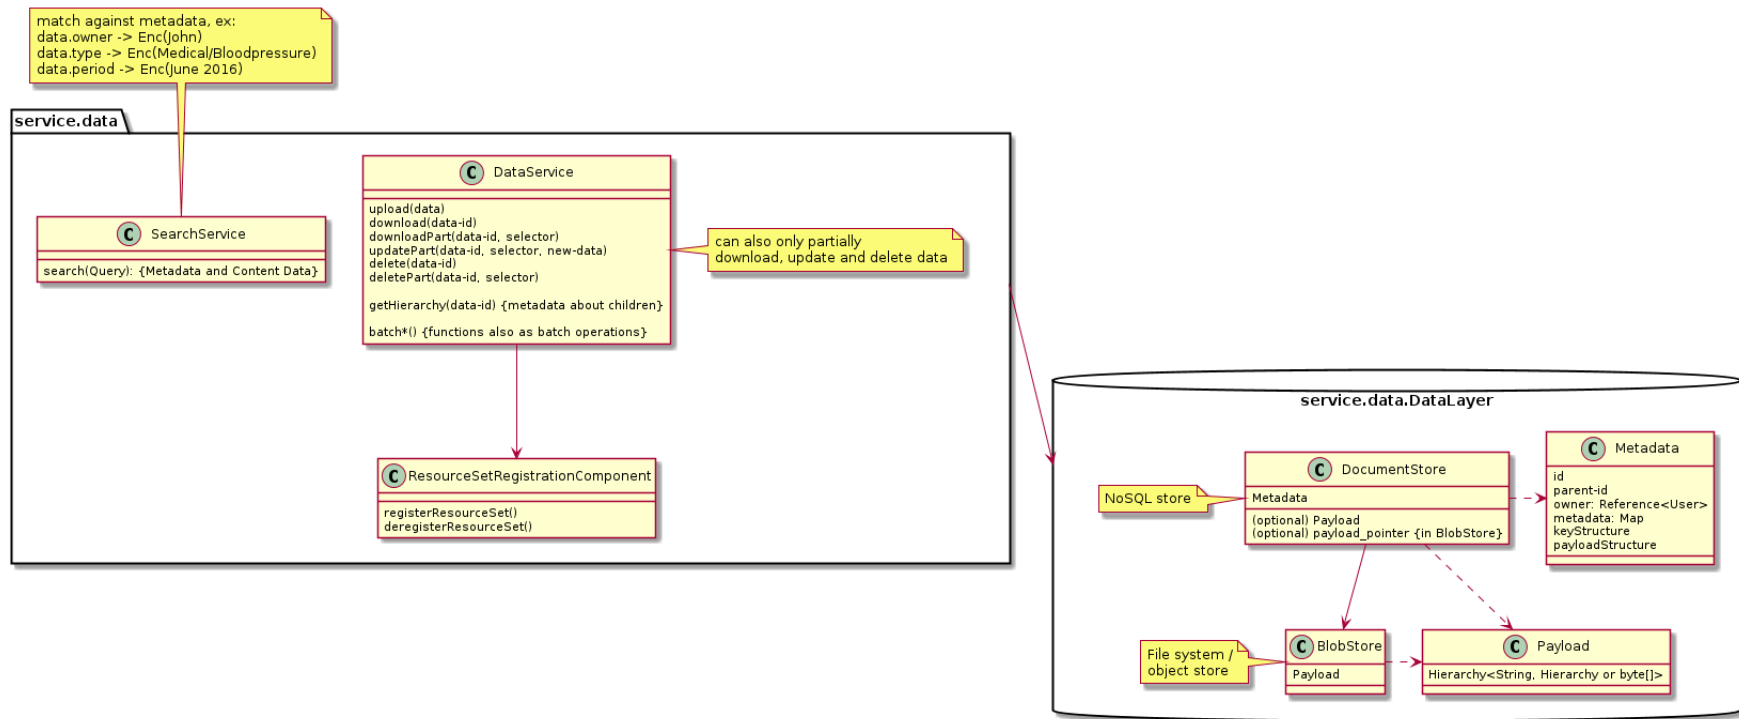 match against metadata, ex:
data.owner -> Enc(John)
data.type -> Enc(Medical/Bloodpressure)
data.period -> Enc(June 2016)
service.data
C SearchService
search(Query): {Metadata and Content Data}
C DataService
upload(data)
download(data-id)
downloadPart(data-id, selector)
updatePart(data-id, selector, new-data)
delete(data-id)
deletePart(data-id, selector)
getHierarchy(data-id) {metadata about children}
batch*() {functions also as batch operations}
can also only partially
download, update and delete data
C ResourceSetRegistrationComponent
registerResourceSet()
deregisterResourceSet()
service.data.DataLayer
NoSQL store
C DocumentStore
Metadata
(optional) Payload
(optional) payload_pointer {in BlobStore}
C Metadata
id
parent-id
owner: Reference<User>
metadata: Map
keyStructure
payloadStructure
File system /
object store
C BlobStore
Payload
C Payload
Hierarchy<String, Hierarchy or byte[]>